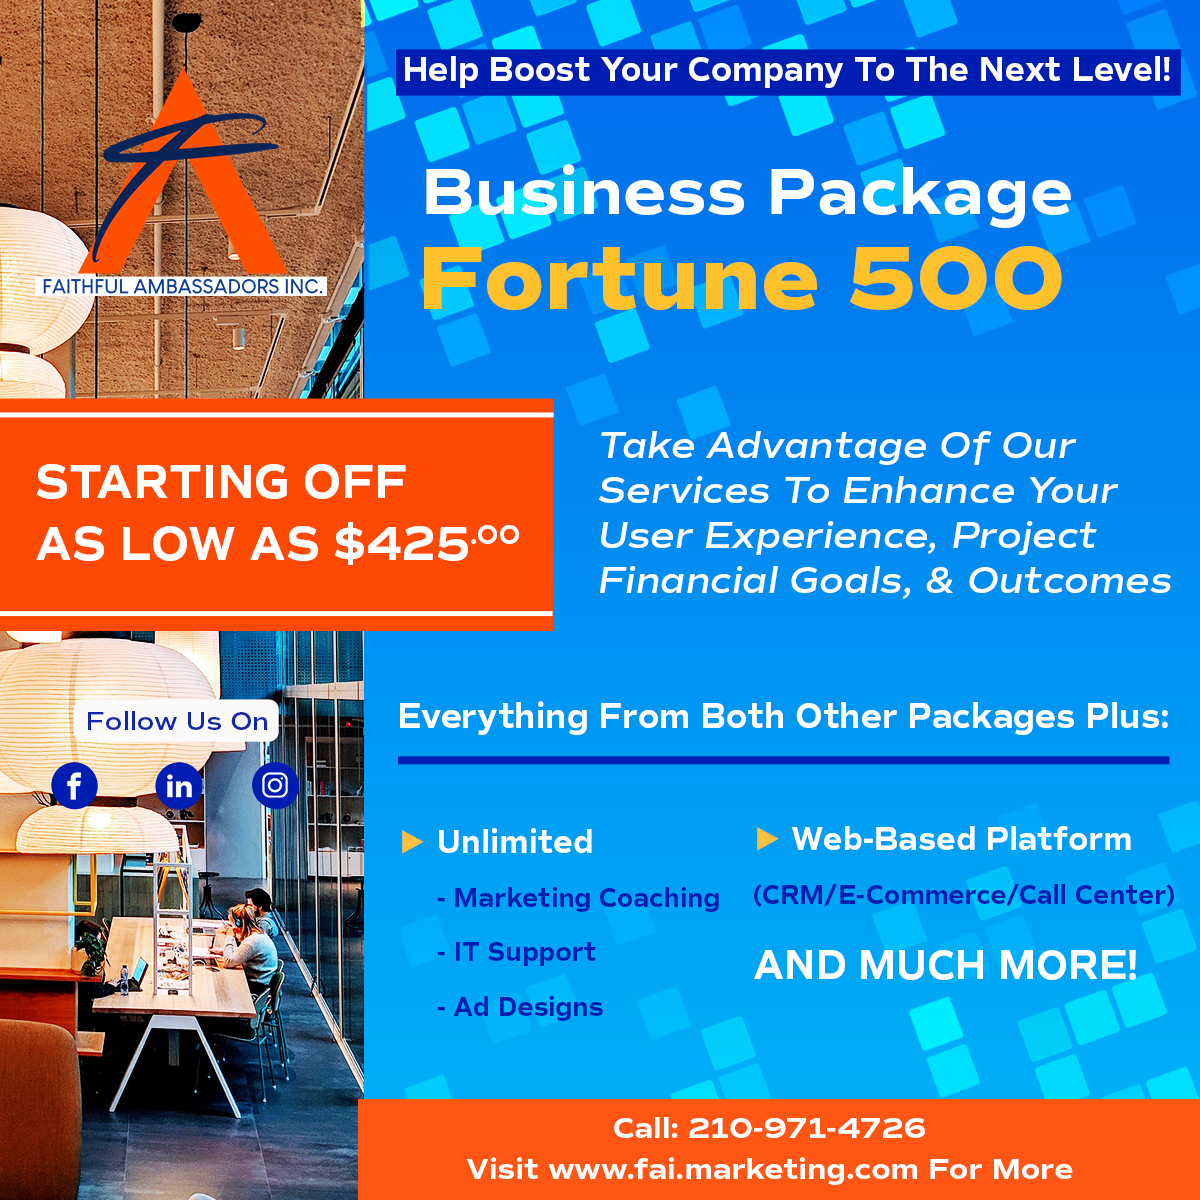 Help Boost Your Company To The Next Level!
FAITHFUL AMBASSADORS INC.
Business Package
Fortune 500
STARTING OFF
AS LOW AS $425.00
Take Advantage Of Our
Services To Enhance Your
User Experience, Project
Financial Goals, & Outcomes
Follow Us On
Everything From Both Other Packages Plus:
Unlimited
- Marketing Coaching
- IT Support
- Ad Designs
Web-Based Platform
(CRM/E-Commerce/Call Center)
AND MUCH MORE!
Call: 210-971-4726
Visit www.fai.marketing.com For More